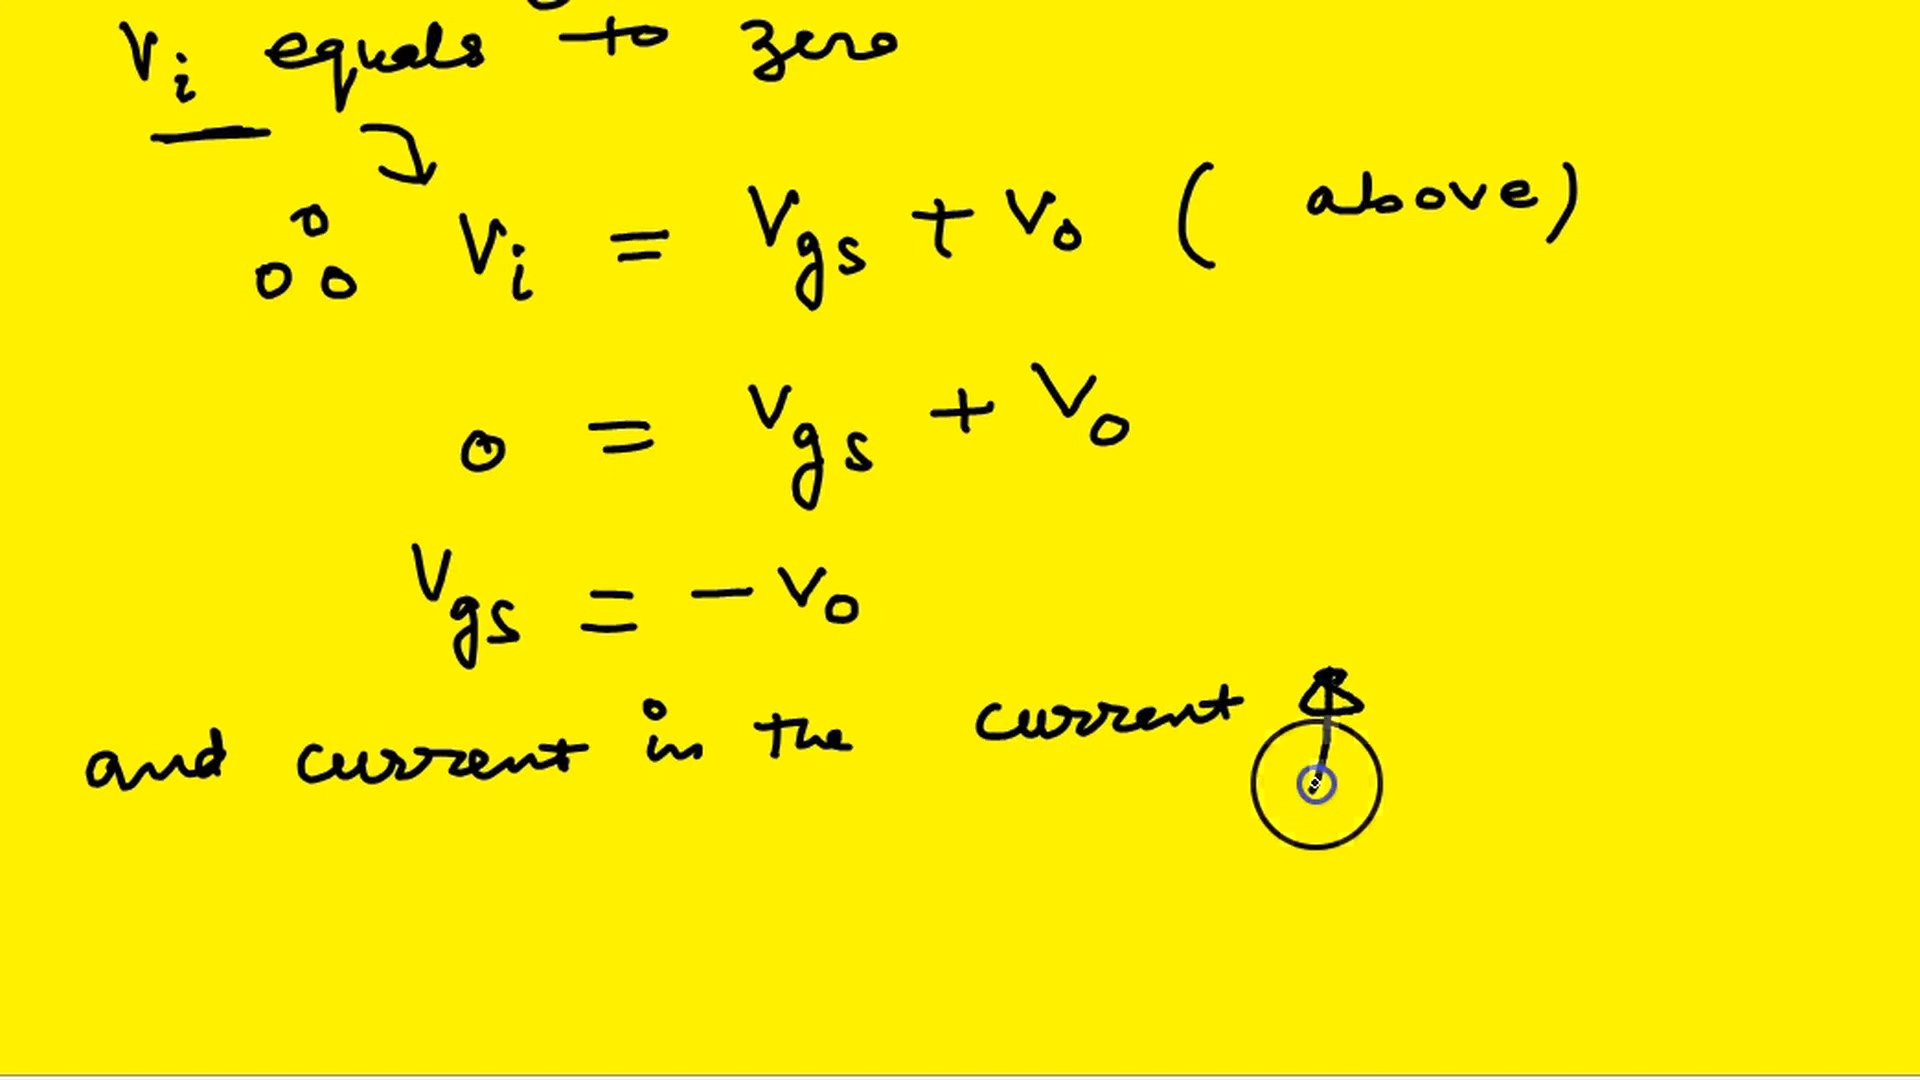 Vi equals to zero
∴ Vi = Vgs + Vo (above)
0 = Vgs + Vo
Vgs = - Vo
and current in the current